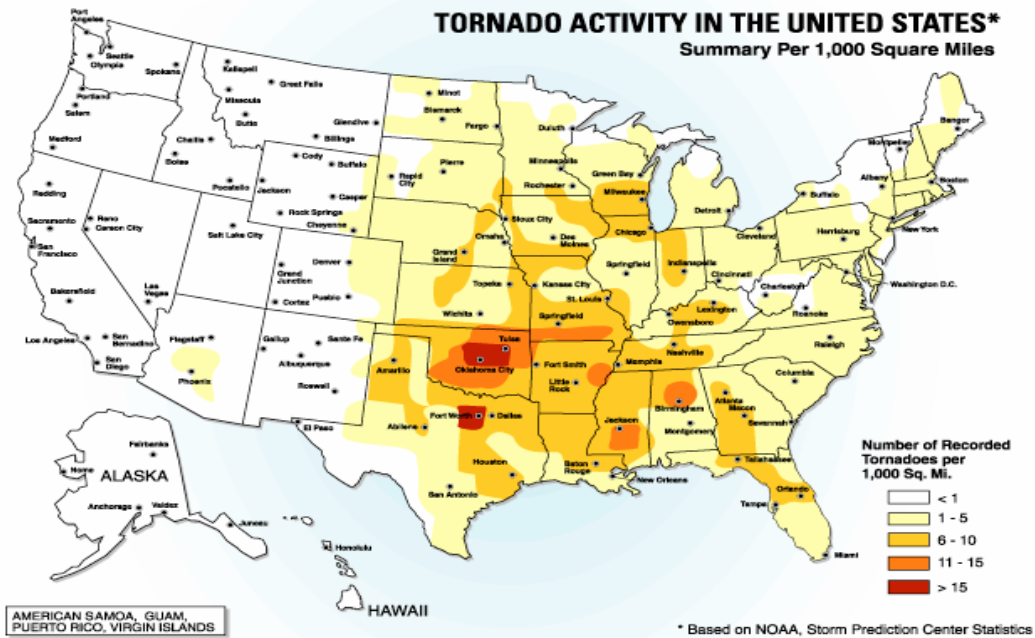 TORNADO ACTIVITY IN THE UNITED STATES*
Summary Per 1,000 Square Miles
Port
Angeles
Seattle
Olympia
Spokane
Portland
Salem
Medford
Kalispell
Great Falls
Missoula
Butte
Glendive
Billings
Challis
Boise
Pocatello
Cody
Buffalo
Jackson
Casper
Rock Springs
Cheyenne
Minot
Bismarck
Fargo
Pierre
Rapid
City
Duluth
Minneapolis
Rochester
Green Bay
Milwaukee
Chicago
Detroit
Cleveland
Buffalo
Albany
Montpelier
Bangor
Boston
New York
Harrisburg
Washington D.C.
Redding
Sacramento
San
Francisco
Reno
Carson City
Salt Lake City
Las
Vegas
Bakersfield
Los Angeles
San
Bernardino
San
Diego
Flagstaff
Phoenix
Grand
Junction
Denver
Cortez
Pueblo
Gallup
Santa Fe
Albuquerque
Roswell
El Paso
Sioux City
Omaha
Grand
Island
Des
Moines
Topeka
Wichita
Kansas City
St. Louis
Springfield
Springfield
Indianapolis
Cincinnati
Charleston
Roanoke
Lexington
Owensboro
Nashville
Memphis
Raleigh
Columbia
Tulsa
Oklahoma City
Amarillo
Fort Smith
Little
Rock
Fort Worth
Dallas
Abilene
Houston
San Antonio
Jackson
Baton
Rouge
New Orleans
Birmingham
Montgomery
Atlanta
Macon
Savannah
Tallahassee
Orlando
Tampa
Miami
Fairbanks
Nome
ALASKA
Anchorage
Valdez
Juneau
Honolulu
HAWAII
Number of Recorded
Tornadoes per
1,000 Sq. Mi.
< 1
1 - 5
6 - 10
11 - 15
> 15
AMERICAN SAMOA, GUAM,
PUERTO RICO, VIRGIN ISLANDS
* Based on NOAA, Storm Prediction Center Statistics